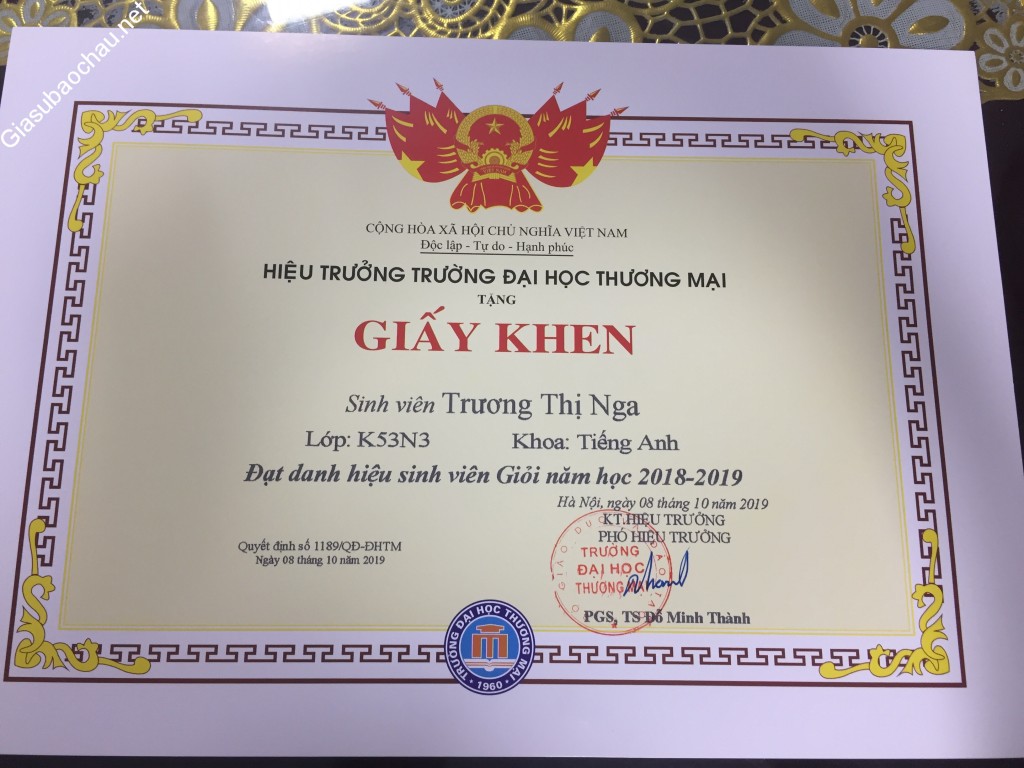 Giasubaochau.net
CỘNG HÒA XÃ HỘI CHỦ NGHĨA VIỆT NAM
Độc lập - Tự do - Hạnh phúc
HIỆU TRƯỞNG TRƯỜNG ĐẠI HỌC THƯƠNG MẠI
TẶNG
GIẤY KHEN
Sinh viên Trương Thị Nga
Lớp: K53N3 Khoa: Tiếng Anh
Đạt danh hiệu sinh viên Giỏi năm học 2018-2019
Hà Nội, ngày 08 tháng 10 năm 2019
KT.HIỆU TRƯỞNG
PHÓ HIỆU TRƯỞNG
Quyết định số 1189/QĐ-ĐHTM
Ngày 08 tháng 10 năm 2019
TRƯỜNG
ĐẠI HỌC
THƯƠNG MẠI
PGS, TS Đỗ Minh Thành
TRƯỜNG ĐẠI HỌC THƯƠNG MẠI
1960